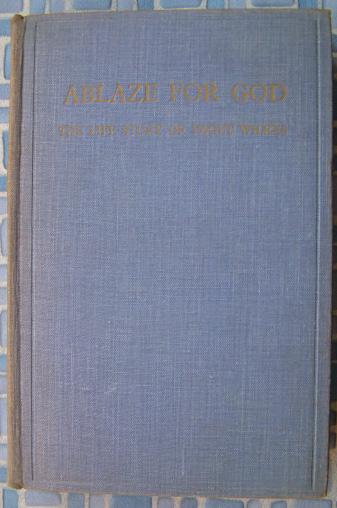 ABLAZE FOR GOD
THE LIFE STORY OF PAGET WILKES